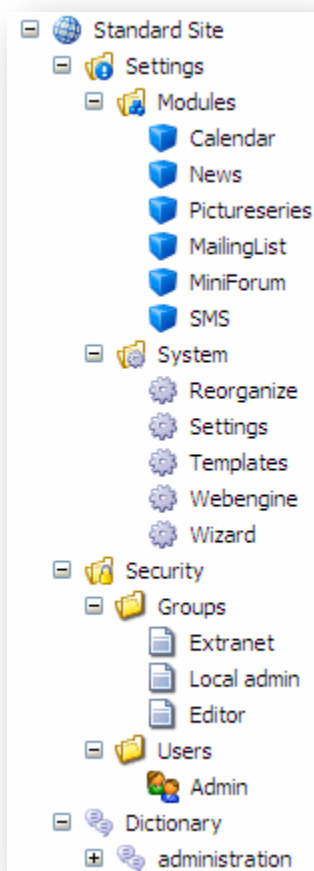 Standard Site
Settings
Modules
Calendar
News
Pictureseries
MailingList
MiniForum
SMS
System
Reorganize
Settings
Templates
Webengine
Wizard
Security
Groups
Extranet
Local admin
Editor
Users
Admin
Dictionary
administration